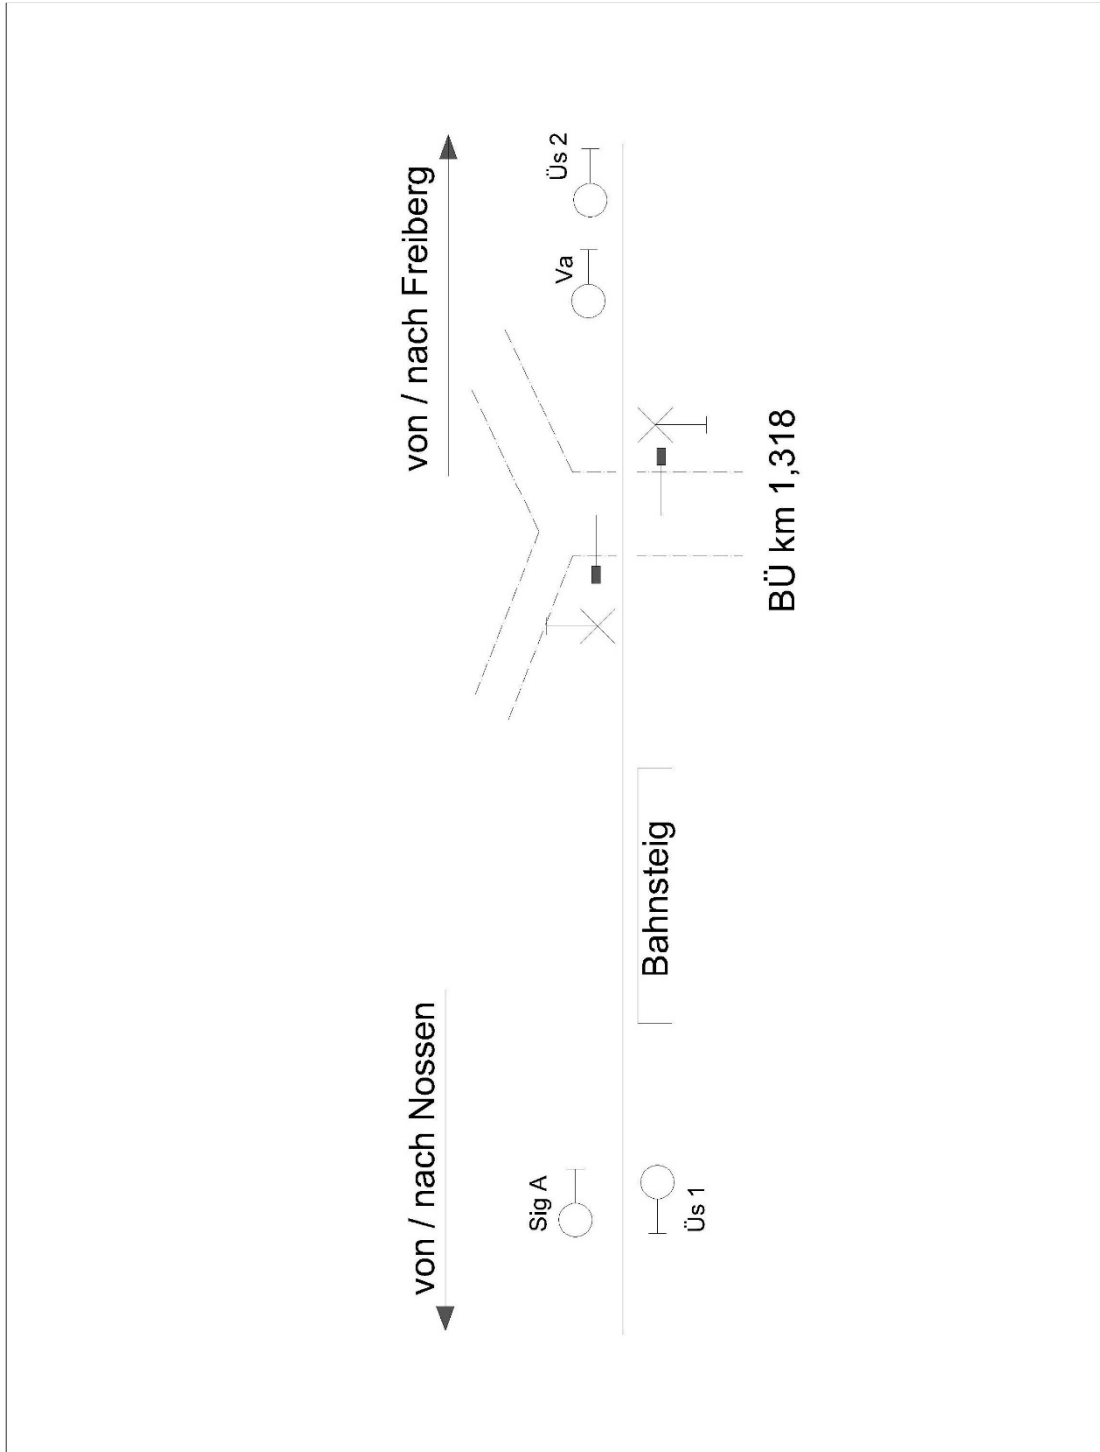 von / nach Nossen
von / nach Freiberg
Sig A
Va
Üs 2
Üs 1
Bahnsteig
BÜ km 1,318